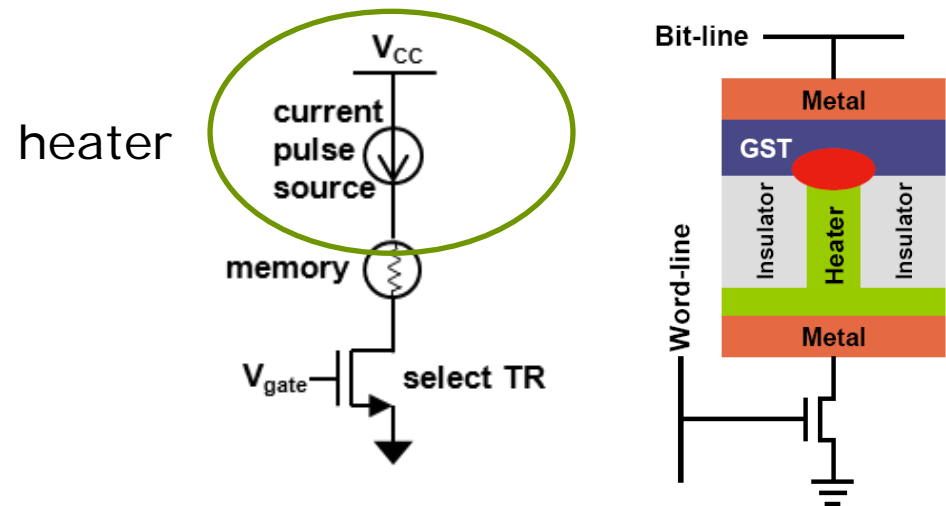 heater
V_CC
current
pulse
source
memory
V_gate
select TR
Bit-line
Metal
GST
Insulator
Heater
Insulator
Metal
Word-line